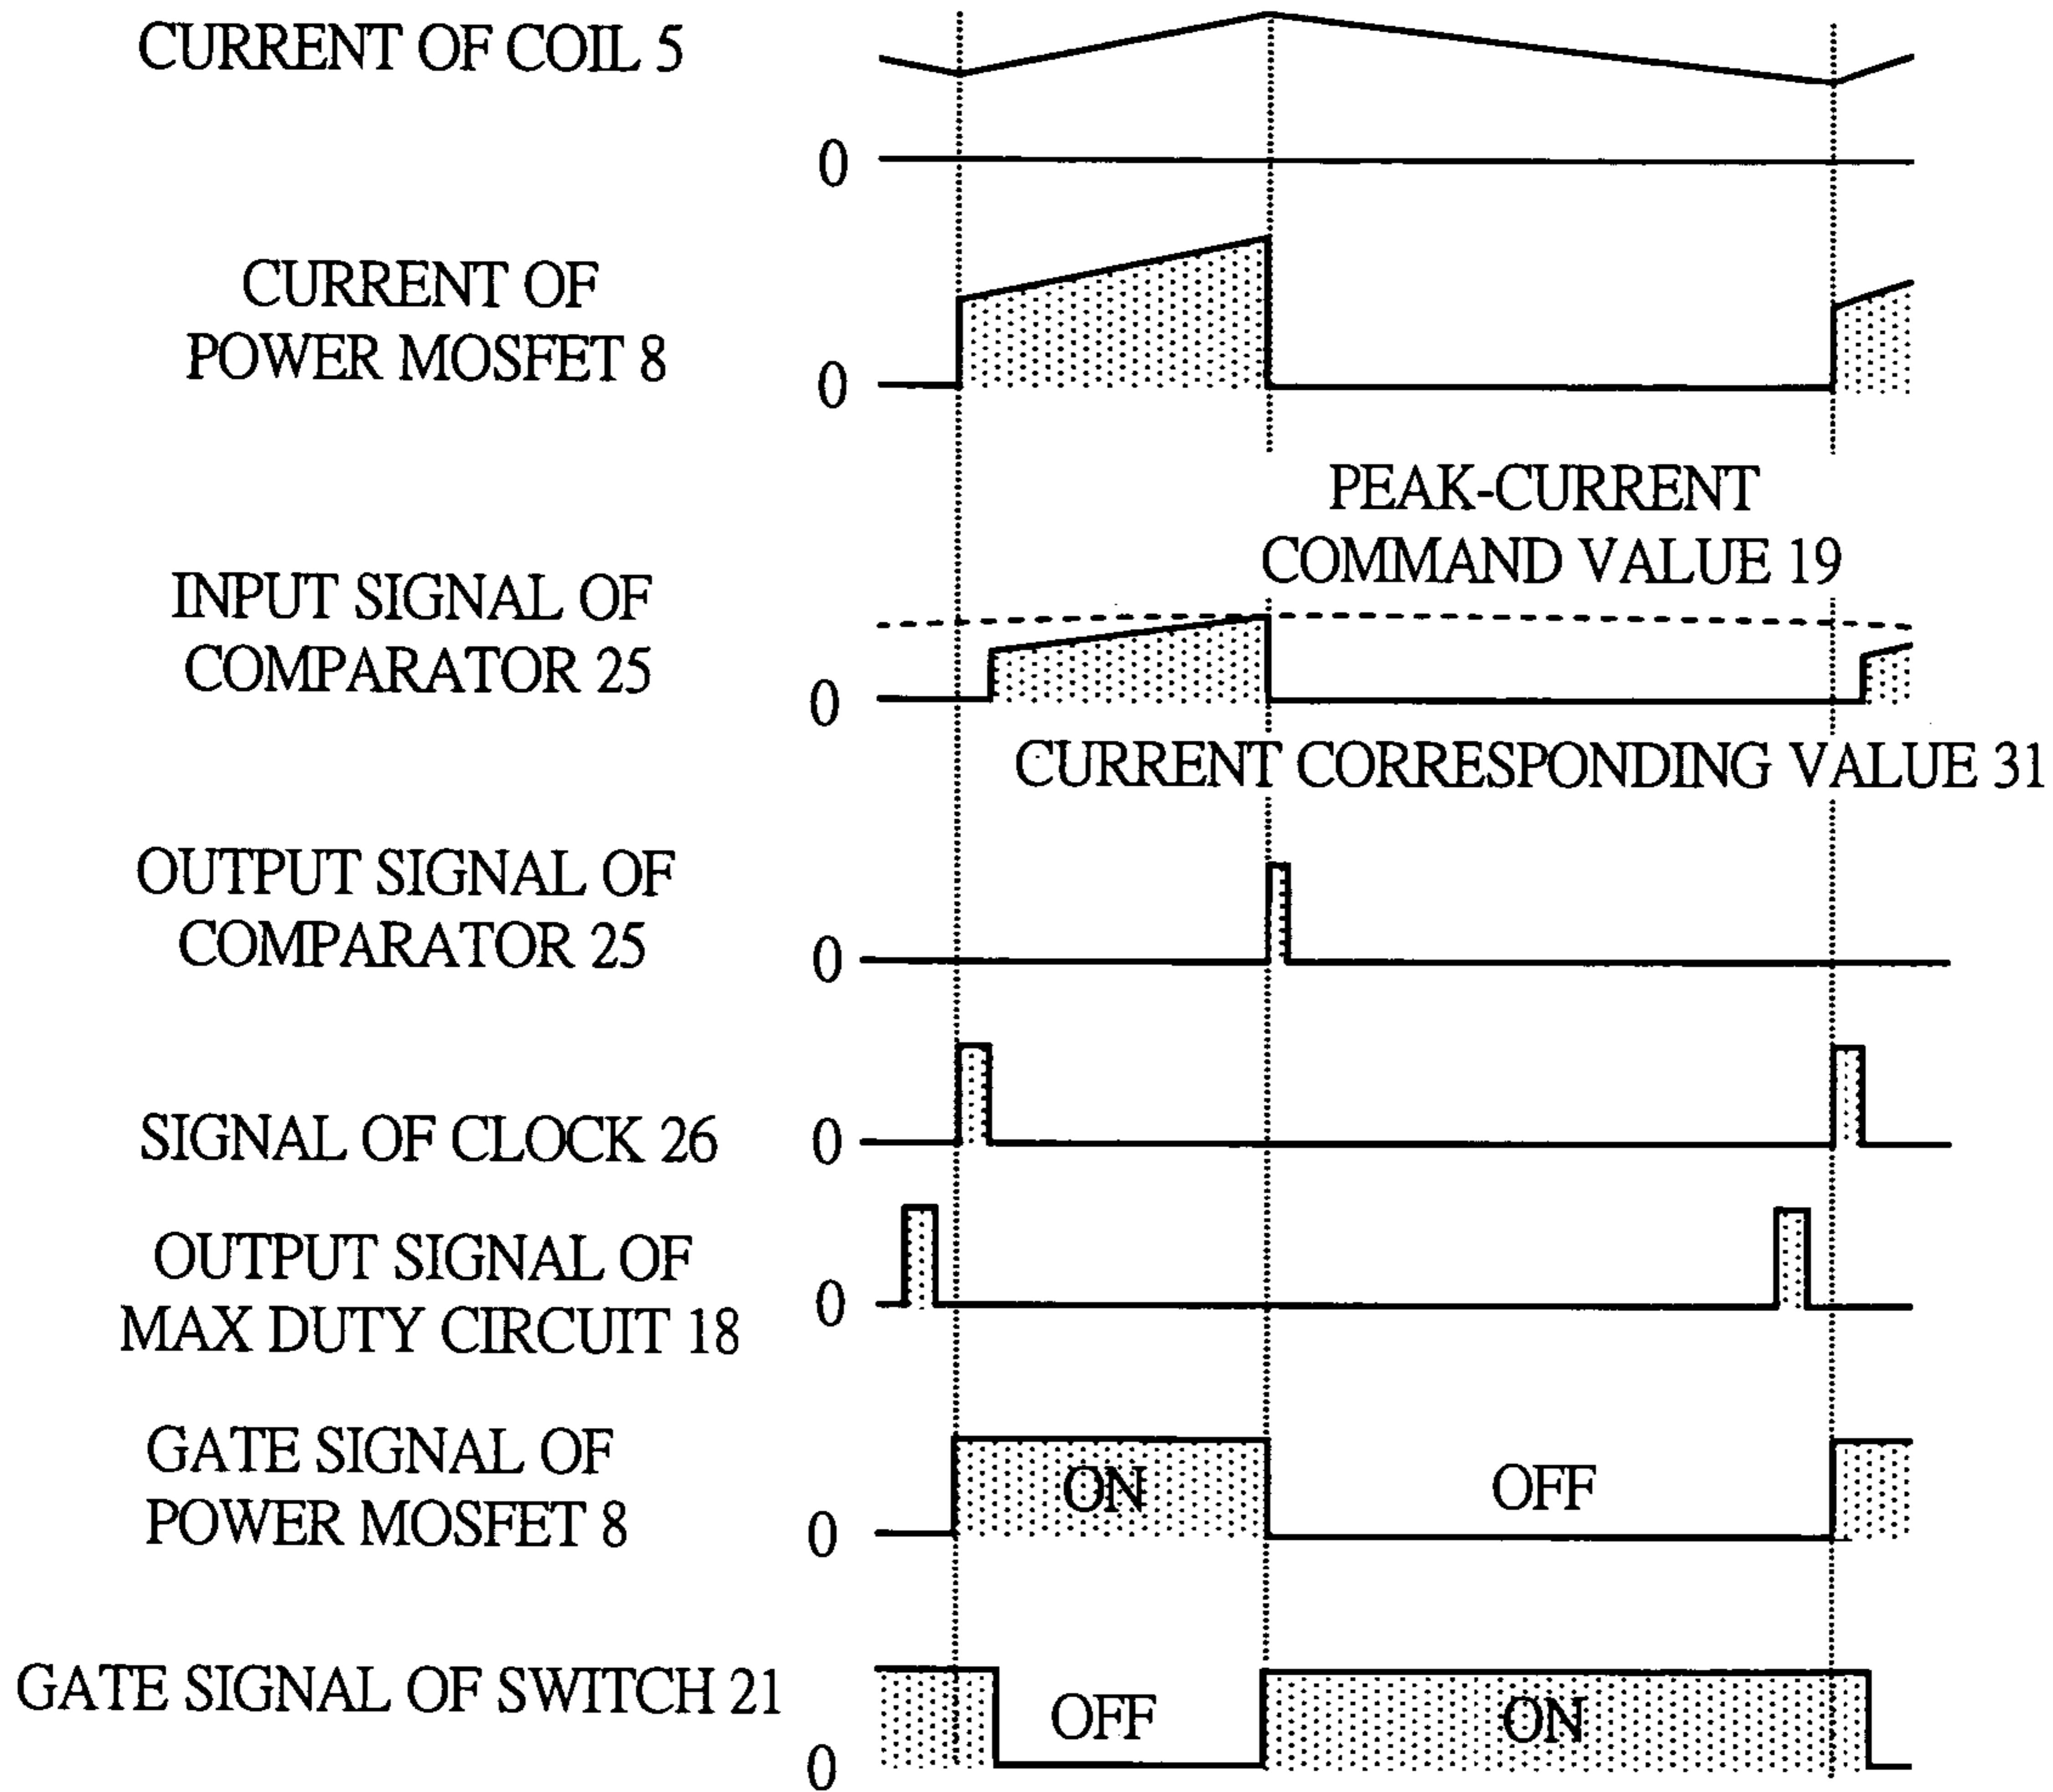 CURRENT OF COIL 5
0
CURRENT OF
POWER MOSFET 8
0
PEAK-CURRENT
COMMAND VALUE 19
INPUT SIGNAL OF
COMPARATOR 25
0
CURRENT CORRESPONDING VALUE 31
OUTPUT SIGNAL OF
COMPARATOR 25
0
SIGNAL OF CLOCK 26
0
OUTPUT SIGNAL OF
MAX DUTY CIRCUIT 18
0
GATE SIGNAL OF
POWER MOSFET 8
0
ON
OFF
GATE SIGNAL OF SWITCH 21
0
OFF
ON